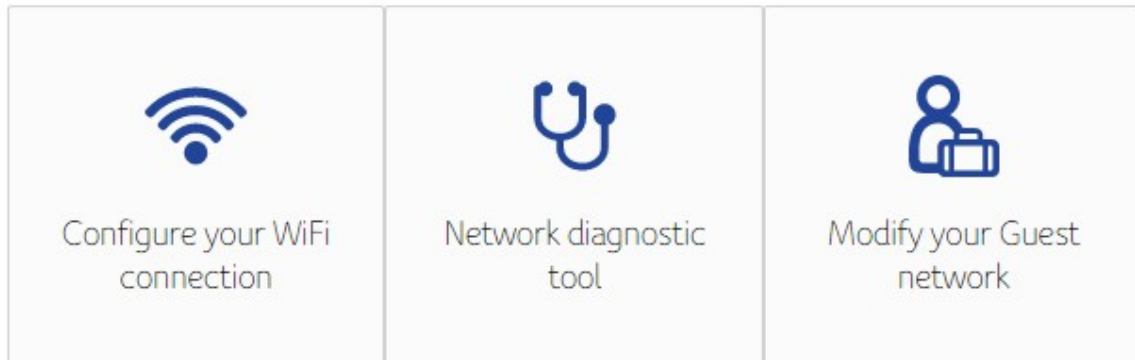 Configure your WiFi
connection
Network diagnostic
tool
Modify your Guest
network